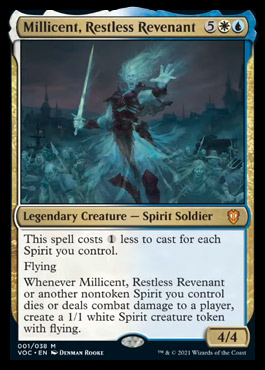 Millicent, Restless Revenant 5
Legendary Creature — Spirit Soldier
This spell costs 1 less to cast for each
Spirit you control.
Flying
Whenever Millicent, Restless Revenant
or another nontoken Spirit you control
dies or deals combat damage to a player,
create a 1/1 white Spirit creature token
with flying.
4/4
001/038 M
VOC • EN DENMAN ROOKE
™ & © 2021 Wizards of the Coast